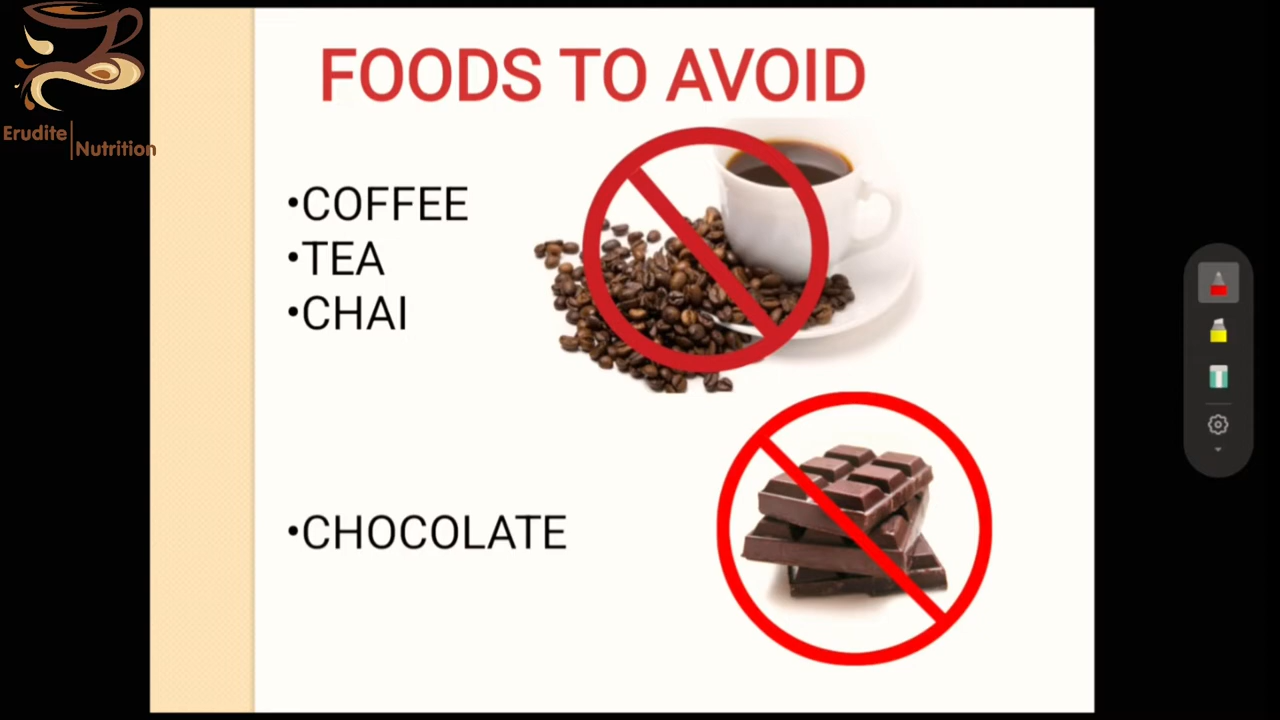 Erudite
Nutrition
FOODS TO AVOID
•COFFEE
•TEA
•CHAI
•CHOCOLATE